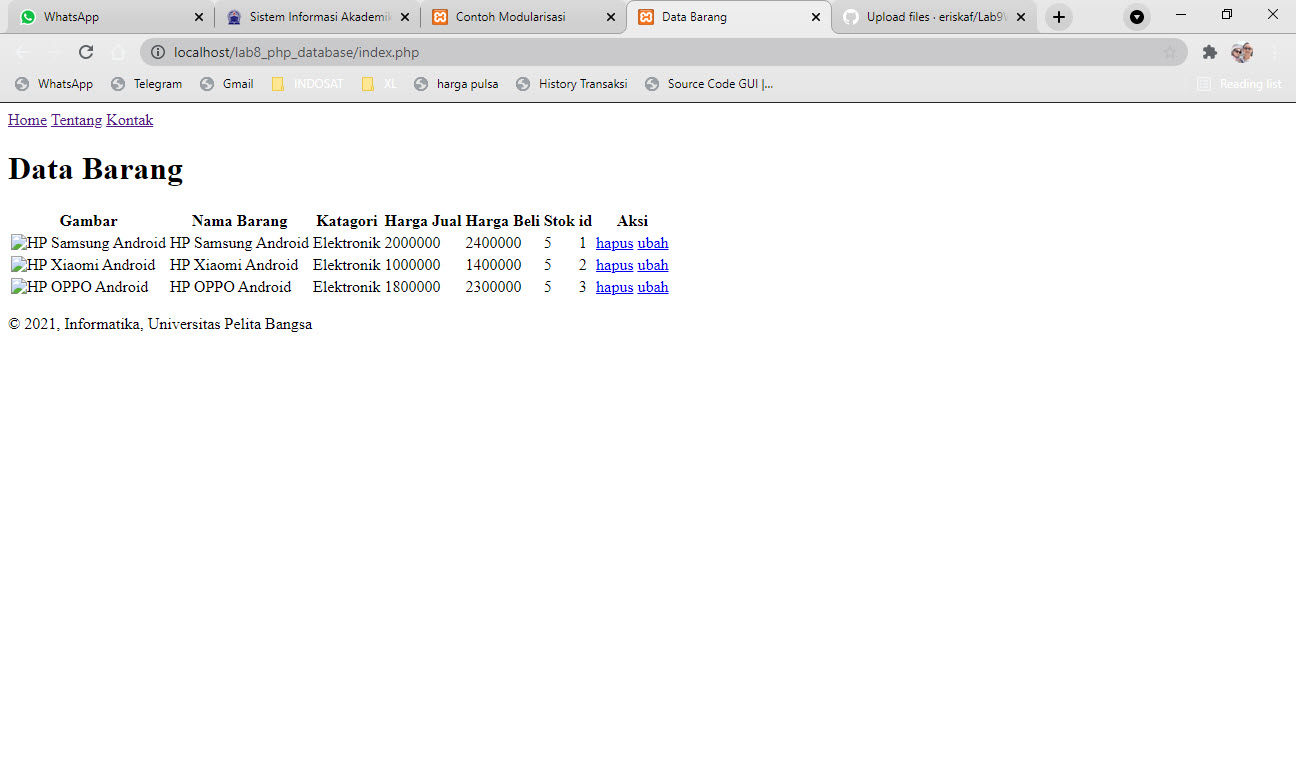 WhatsApp Sistem Informasi Akademik Contoh Modularisasi Data Barang Upload files · eriskaf/Lab9
localhost/lab8_php_database/index.php
WhatsApp Telegram Gmail INDOSAT XL harga pulsa History Transaksi Source Code GUI |... Reading list
Home Tentang Kontak
Data Barang
Gambar Nama Barang Katagori Harga Jual Harga Beli Stok id Aksi
HP Samsung Android HP Samsung Android Elektronik 2000000 2400000 5 1 hapus ubah
HP Xiaomi Android HP Xiaomi Android Elektronik 1000000 1400000 5 2 hapus ubah
HP OPPO Android HP OPPO Android Elektronik 1800000 2300000 5 3 hapus ubah
© 2021, Informatika, Universitas Pelita Bangsa